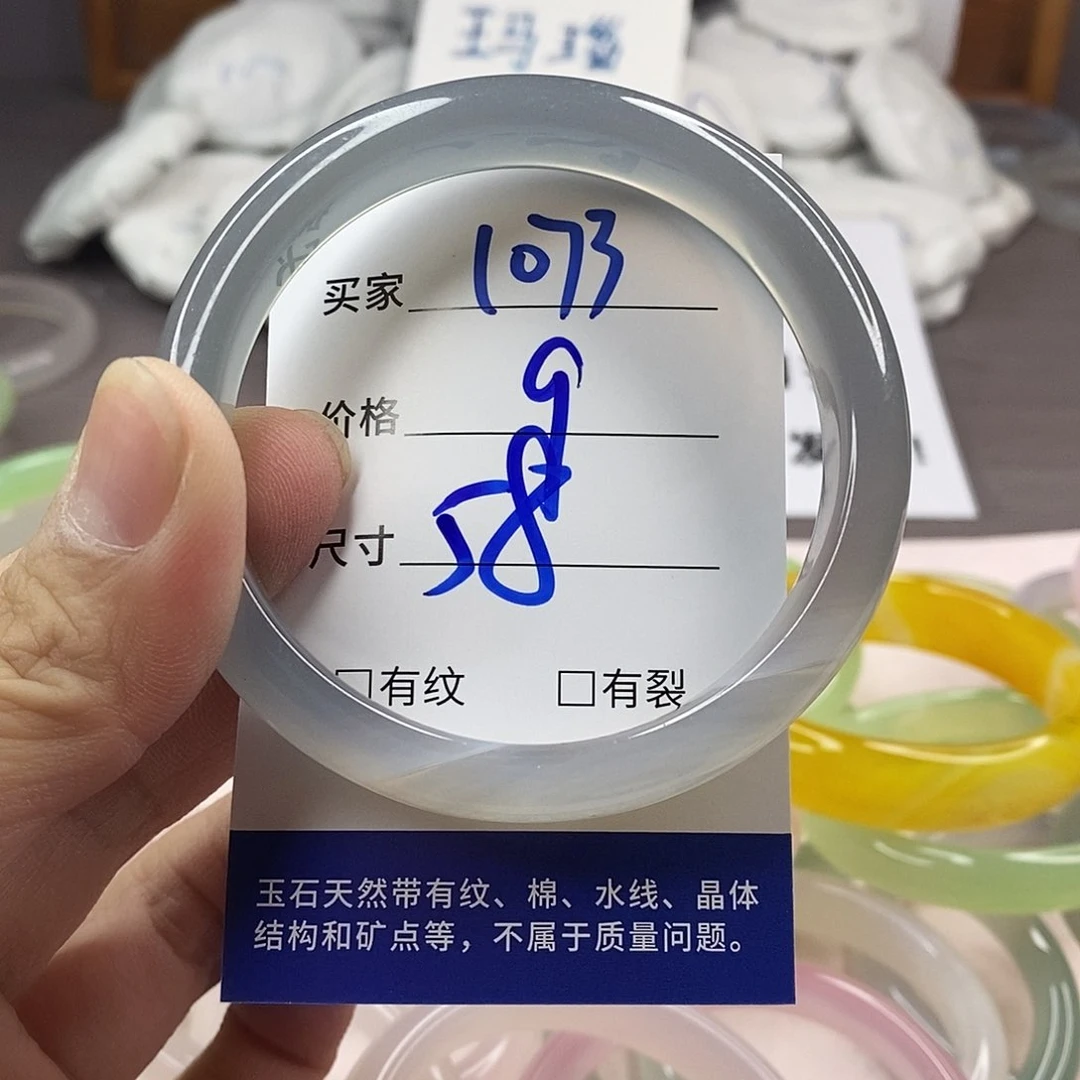 玛瑙
买家 1073
价格 9
尺寸 58
□有纹 □有裂
玉石天然带有纹、棉、水线、晶体
结构和矿点等，不属于质量问题。